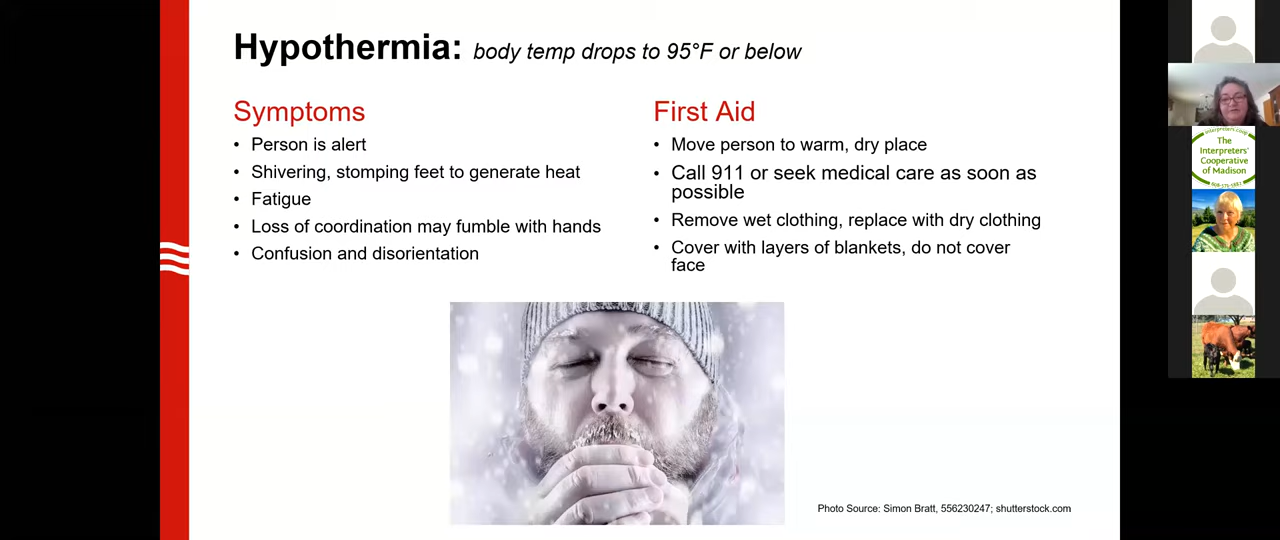 Hypothermia: body temp drops to 95°F or below
Symptoms
• Person is alert
• Shivering, stomping feet to generate heat
• Fatigue
• Loss of coordination may fumble with hands
• Confusion and disorientation
First Aid
• Move person to warm, dry place
• Call 911 or seek medical care as soon as
possible
• Remove wet clothing, replace with dry clothing
• Cover with layers of blankets, do not cover
face
Photo Source: Simon Bratt, 556230247; shutterstock.com
The
Interpreters'
Cooperative
of Madison